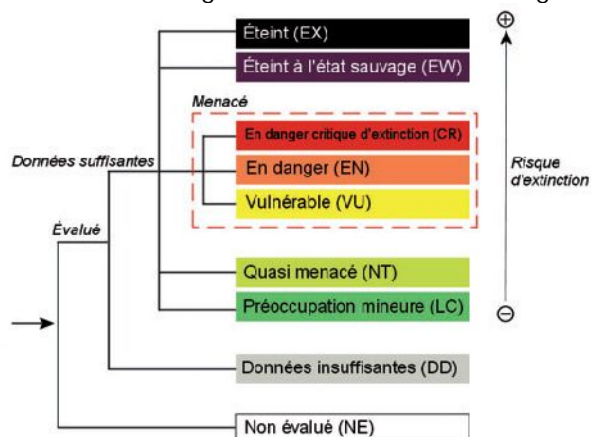 Éteint (EX)
Éteint à l'état sauvage (EW)
Menacé
En danger critique d'extinction (CR)
Données suffisantes
En danger (EN)
Risque
d'extinction
Vulnérable (VU)
Évalué
Quasi menacé (NT)
Préoccupation mineure (LC)
Données insuffisantes (DD)
Non évalué (NE)